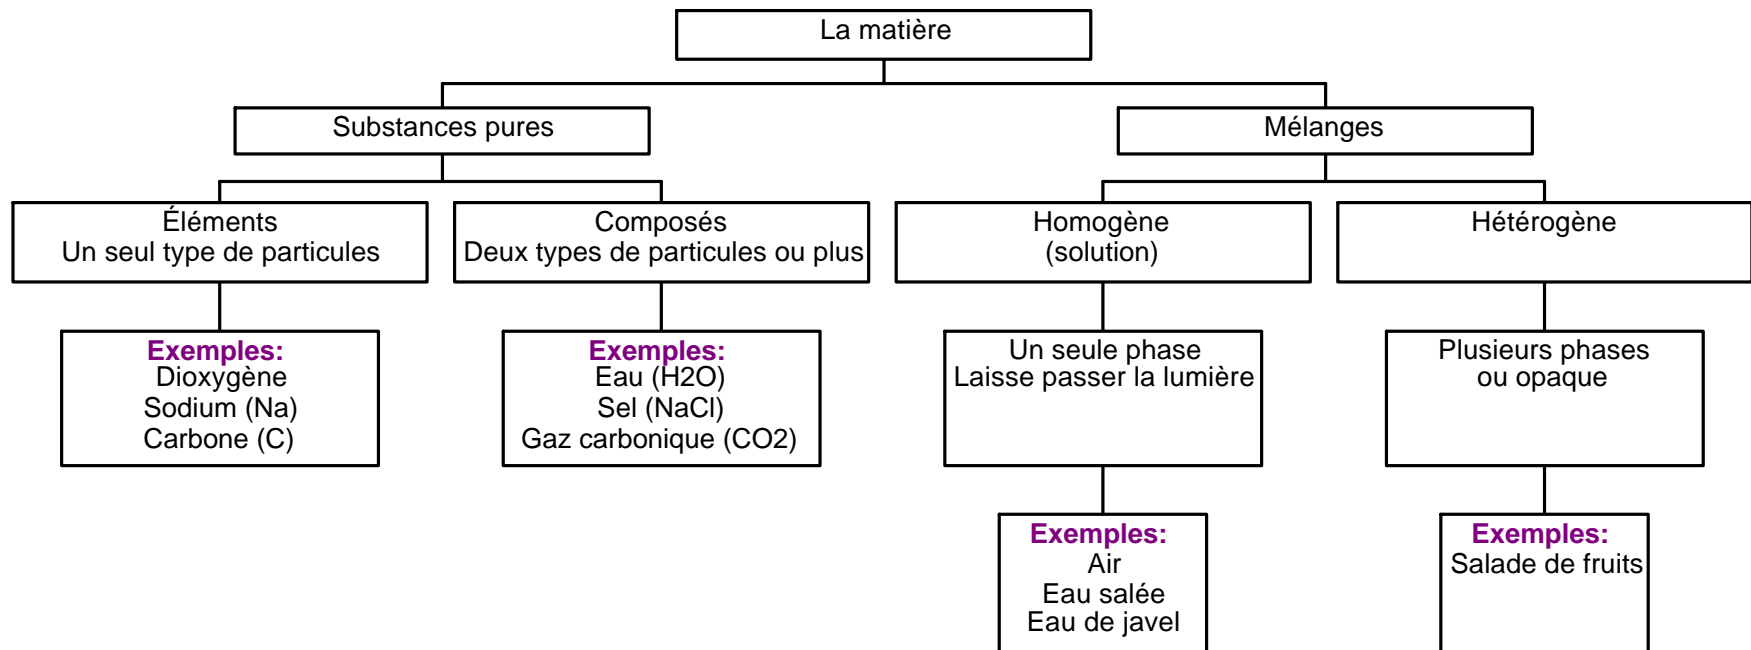 La matière
Substances pures
Mélanges
Éléments
Un seul type de particules
Composés
Deux types de particules ou plus
Homogène
(solution)
Hétérogène
Exemples:
Dioxygène
Sodium (Na)
Carbone (C)
Exemples:
Eau (H2O)
Sel (NaCl)
Gaz carbonique (CO2)
Un seule phase
Laisse passer la lumière
Plusieurs phases
ou opaque
Exemples:
Air
Eau salée
Eau de javel
Exemples:
Salade de fruits